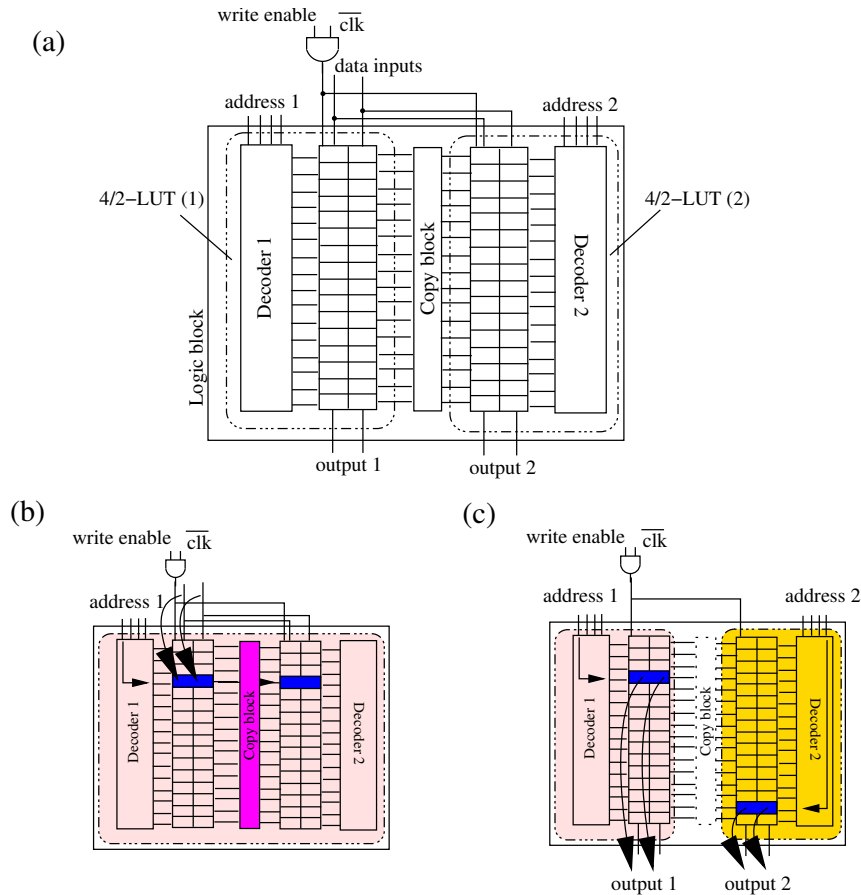 write enable
clk
(a)
data inputs
address 1
address 2
4/2−LUT (1)
4/2−LUT (2)
Decoder 1
Copy block
Decoder 2
Logic block
output 1
output 2
(b)
write enable
clk
address 1
Decoder 1
Copy block
Decoder 2
(c)
write enable
clk
address 1
address 2
Decoder 1
Copy block
Decoder 2
output 1
output 2